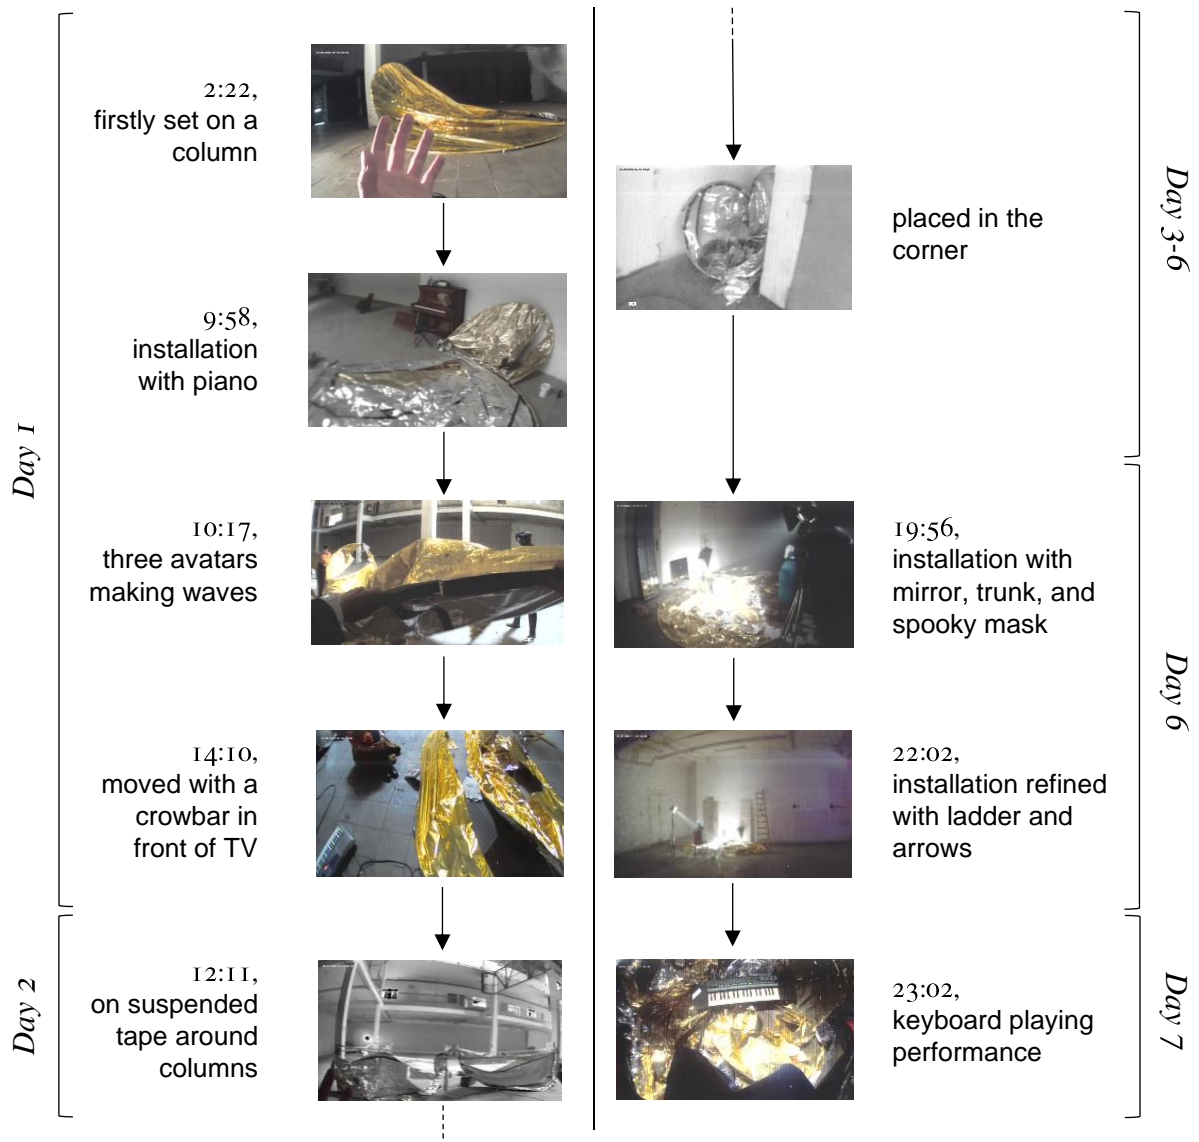 Day 1
2:22,
firstly set on a
column
9:58,
installation
with piano
10:17,
three avatars
making waves
14:10,
moved with a
crowbar in
front of TV
Day 2
12:11,
on suspended
tape around
columns
Day 3-6
placed in the
corner
Day 6
19:56,
installation with
mirror, trunk, and
spooky mask
22:02,
installation refined
with ladder and
arrows
Day 7
23:02,
keyboard playing
performance